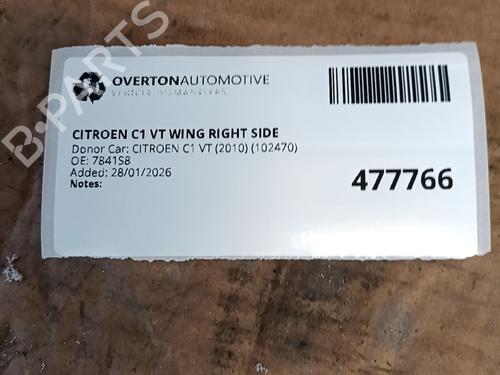 OVERTONAUTOMOTIVE
VEHICLE DISMANTLERS
CITROEN C1 VT WING RIGHT SIDE
Donor Car: CITROEN C1 VT (2010) (102470)
OE: 7841S8
Added: 28/01/2026
Notes:
477766
B-PARTS